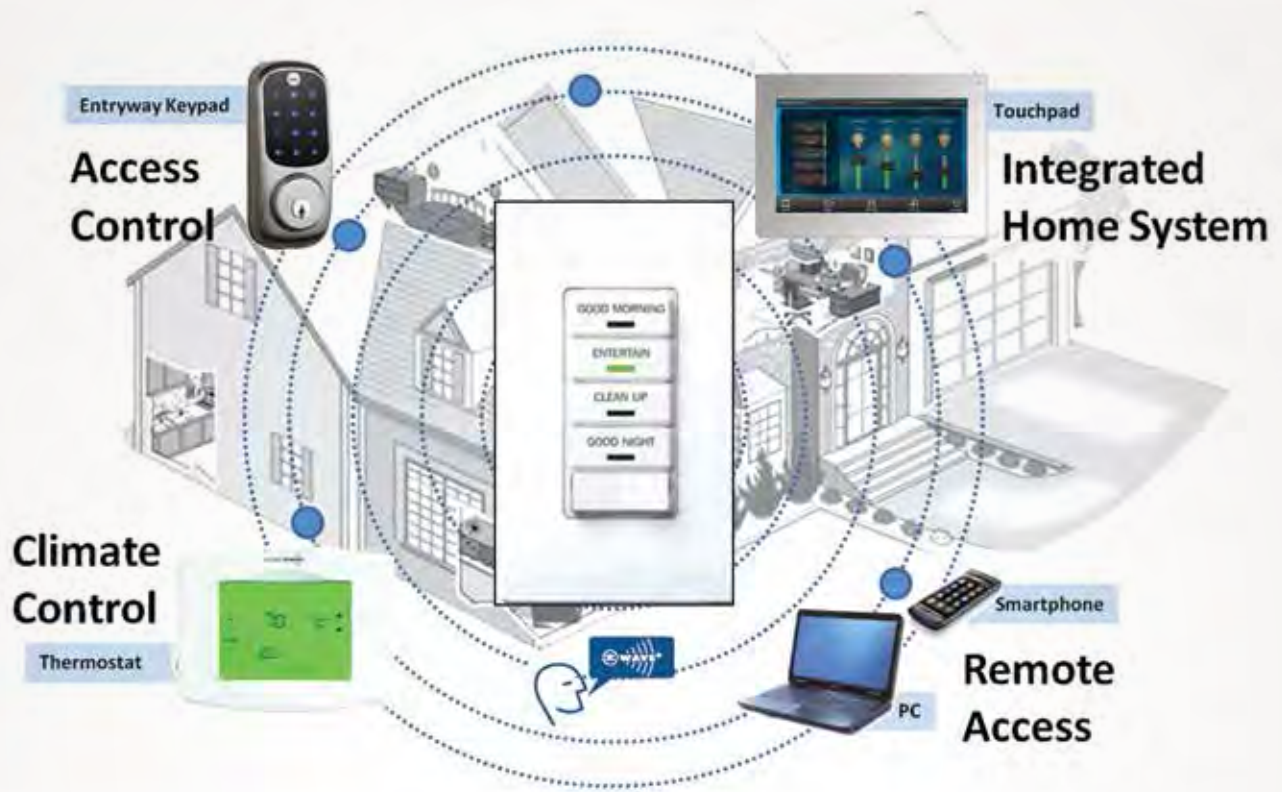 Entryway Keypad
Access
Control
Touchpad
Integrated
Home System
GOOD MORNING
ENTERTAIN
CLEAN UP
GOOD NIGHT
Climate
Control
Thermostat
WAVE
Smartphone
PC
Remote
Access